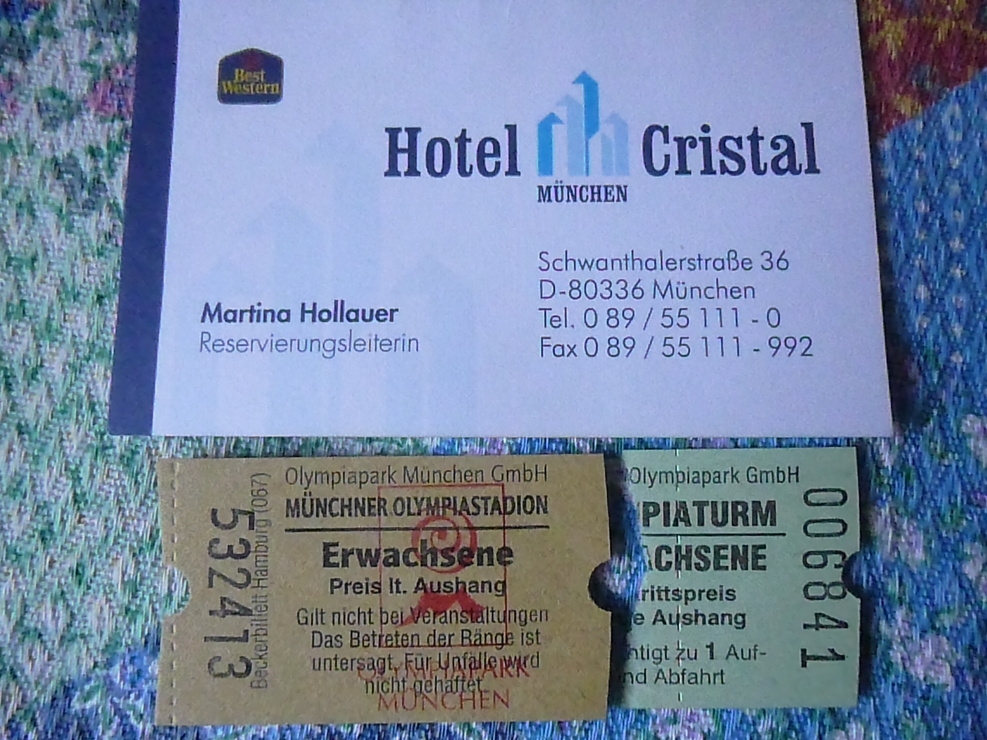 Best
Western
Hotel Cristal
MÜNCHEN
Schwanthalerstraße 36
D-80336 München
Tel. 0 89 / 55 111 - 0
Fax 0 89 / 55 111 - 992
Martina Hollauer
Reservierungsleiterin
Olympiapark München GmbH
MÜNCHNER OLYMPIASTADION
Erwachsene
Preis lt. Aushang
Gilt nicht bei Veranstaltungen
Das Betreten der Ränge ist
untersagt. Für Unfälle wird
nicht gehaftet
OLYMPIAPARK
MÜNCHEN
532413
Beckerbillett Hamburg (067)
Olympiapark GmbH
PIATURM
ACHSENE
rittspreis
e Aushang
htigt zu 1 Auf-
nd Abfahrt
006841